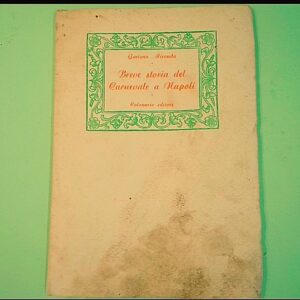 Gaetano Miranda
Breve storia del
Carnevale a Napoli
Colonnese editore